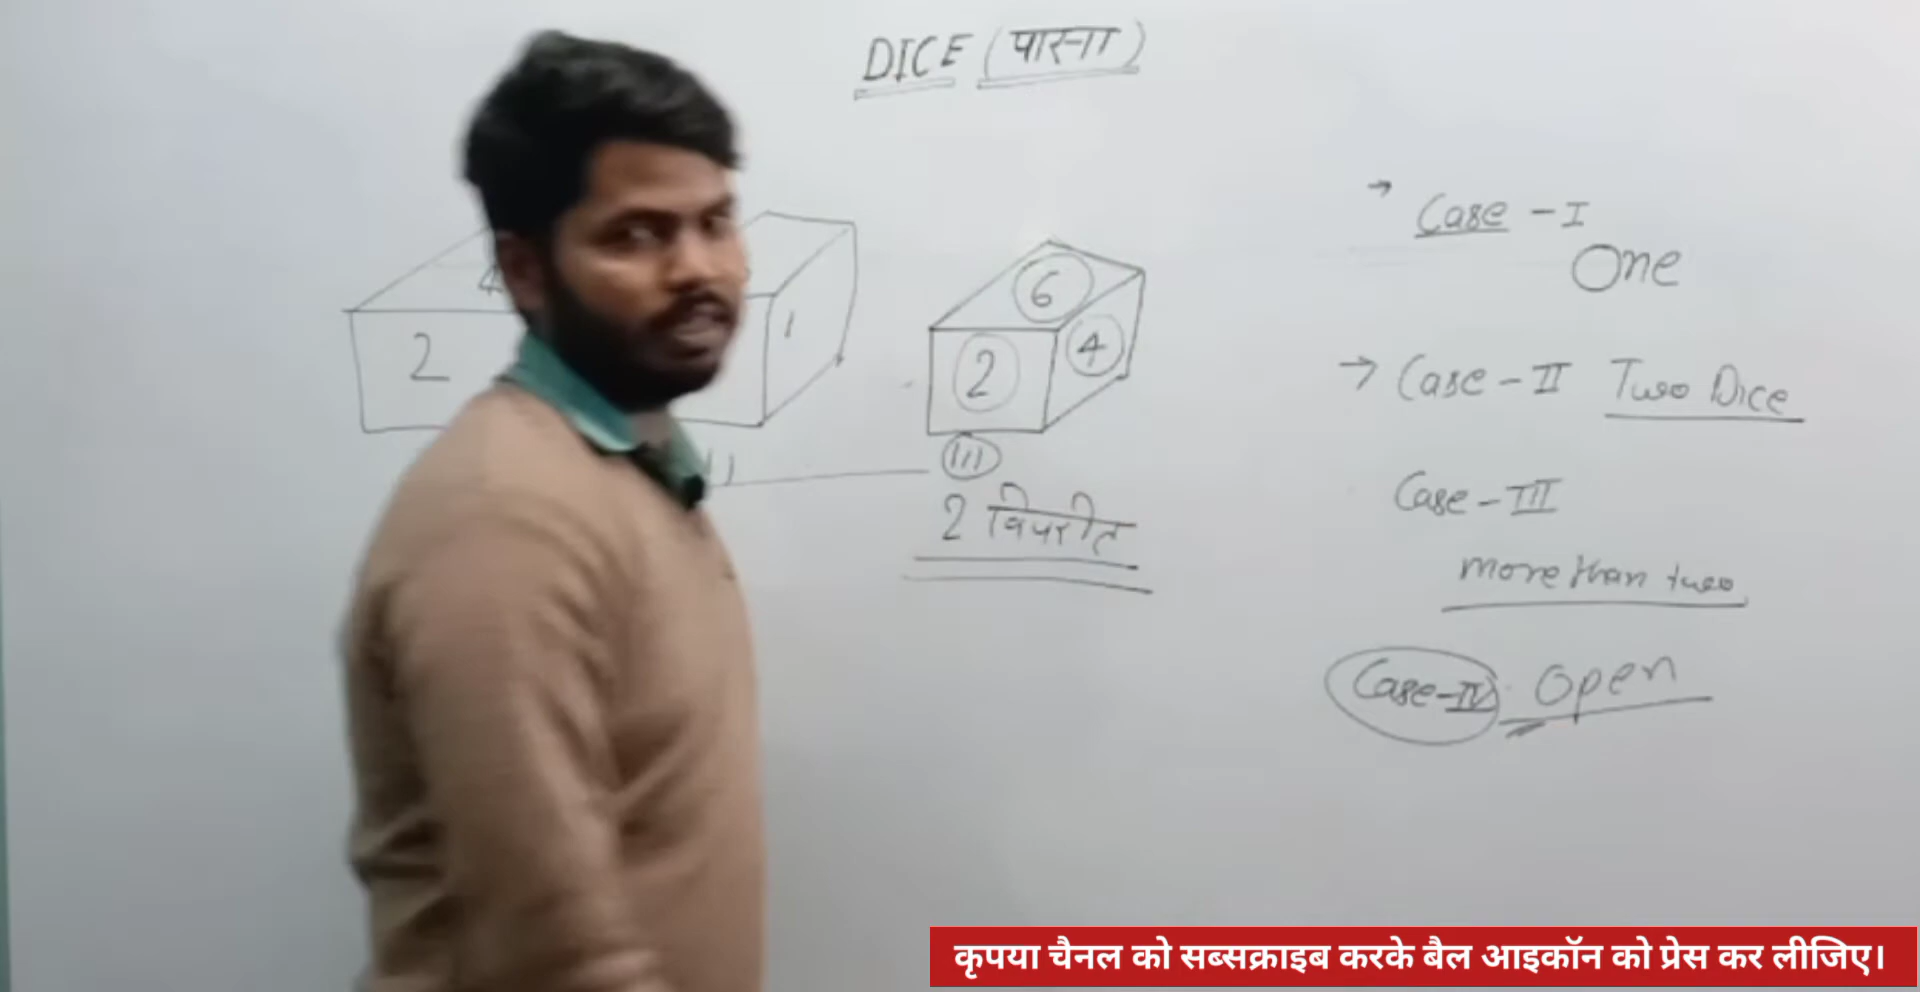 DICE (पासा)
→ Case - I
One
4
2
1
6
2
4
→ Case - II Two Dice
(III)
2 विपरीत
Case - III
more than two
Case - IV Open
कृपया चैनल को सब्सक्राइब करके बैल आइकॉन को प्रेस कर लीजिए।